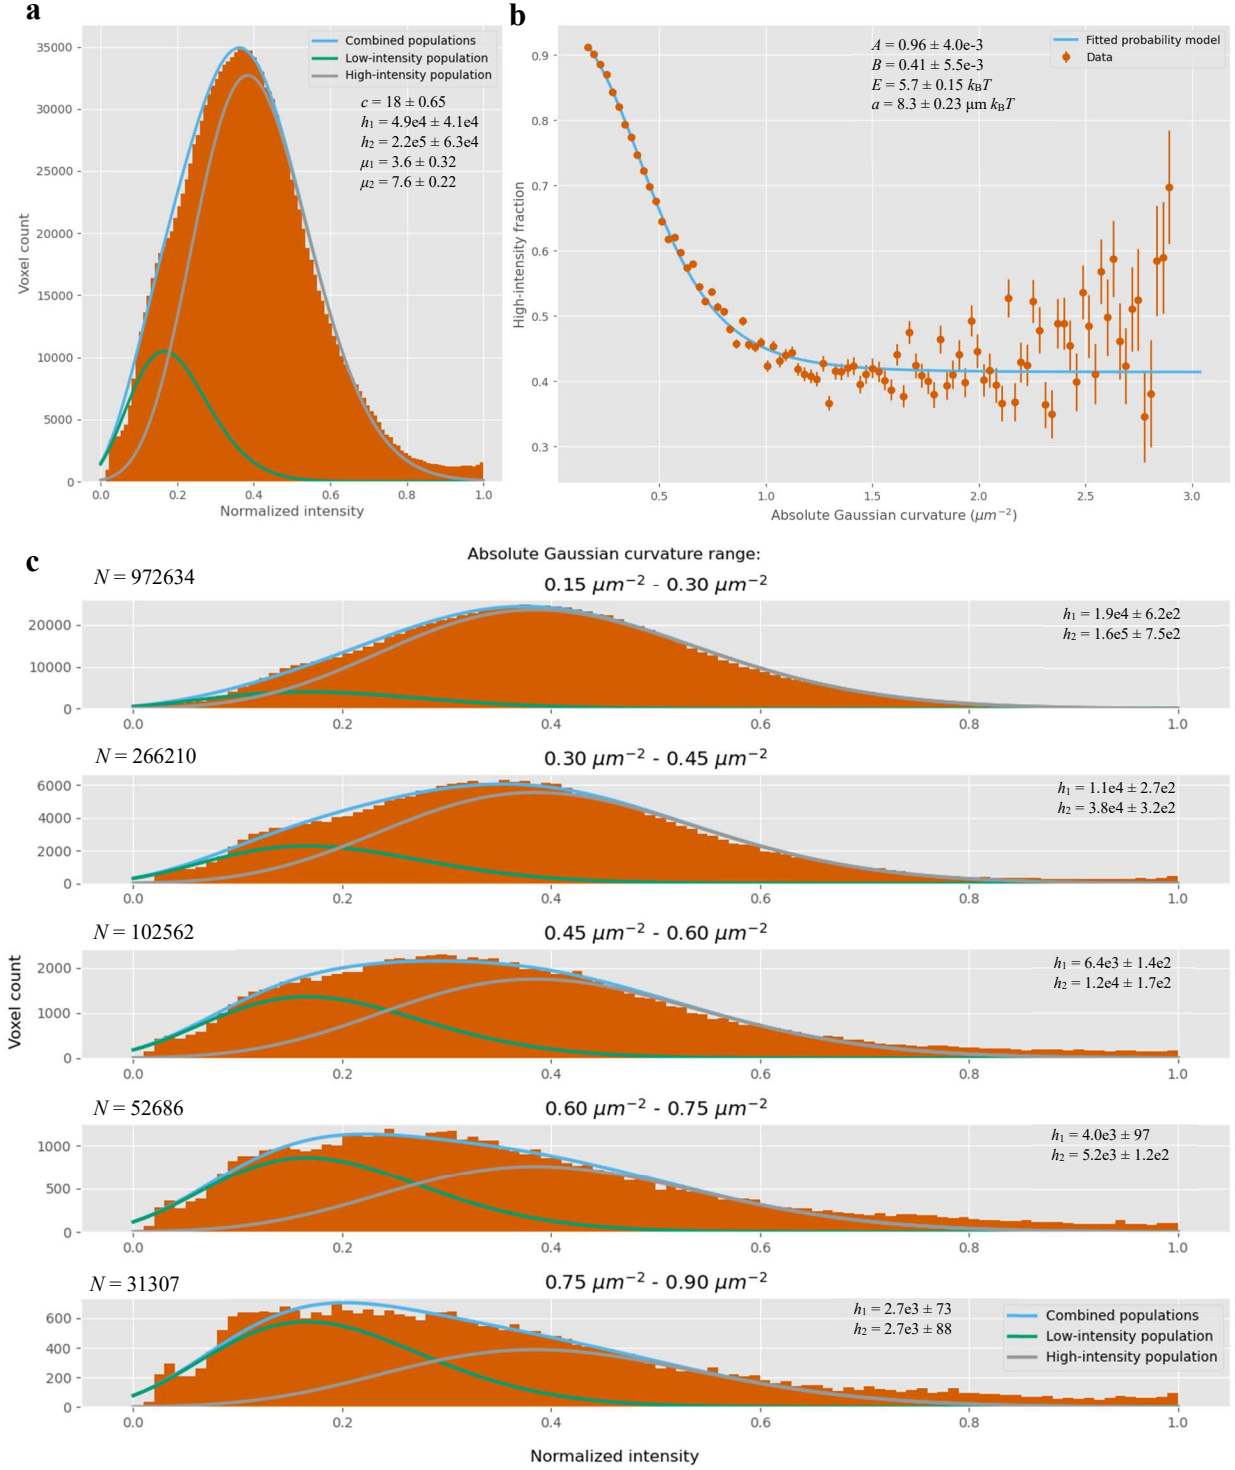 a
Combined populations
Low-intensity population
High-intensity population
c = 18 ± 0.65
h₁ = 4.9e4 ± 4.1e4
h₂ = 2.2e5 ± 6.3e4
μ₁ = 3.6 ± 0.32
μ₂ = 7.6 ± 0.22
35000
30000
25000
20000
15000
10000
5000
0
Voxel count
0.0 0.2 0.4 0.6 0.8 1.0
Normalized intensity
b
A = 0.96 ± 4.0e-3
B = 0.41 ± 5.5e-3
E = 5.7 ± 0.15 k_BT
a = 8.3 ± 0.23 μm k_BT
Fitted probability model
Data
0.9
0.8
0.7
0.6
0.5
0.4
0.3
High-intensity fraction
0.5 1.0 1.5 2.0 2.5 3.0
Absolute Gaussian curvature (μm⁻²)
c
Absolute Gaussian curvature range:
N = 972634
0.15 μm⁻² - 0.30 μm⁻²
h₁ = 1.9e4 ± 6.2e2
h₂ = 1.6e5 ± 7.5e2
20000
10000
0
0.0 0.2 0.4 0.6 0.8 1.0
N = 266210
0.30 μm⁻² - 0.45 μm⁻²
h₁ = 1.1e4 ± 2.7e2
h₂ = 3.8e4 ± 3.2e2
6000
4000
2000
0
0.0 0.2 0.4 0.6 0.8 1.0
N = 102562
0.45 μm⁻² - 0.60 μm⁻²
h₁ = 6.4e3 ± 1.4e2
h₂ = 1.2e4 ± 1.7e2
2000
1000
0
Voxel count
0.0 0.2 0.4 0.6 0.8 1.0
N = 52686
0.60 μm⁻² - 0.75 μm⁻²
h₁ = 4.0e3 ± 97
h₂ = 5.2e3 ± 1.2e2
1000
500
0
0.0 0.2 0.4 0.6 0.8 1.0
N = 31307
0.75 μm⁻² - 0.90 μm⁻²
h₁ = 2.7e3 ± 73
h₂ = 2.7e3 ± 88
Combined populations
Low-intensity population
High-intensity population
600
400
200
0
0.0 0.2 0.4 0.6 0.8 1.0
Normalized intensity